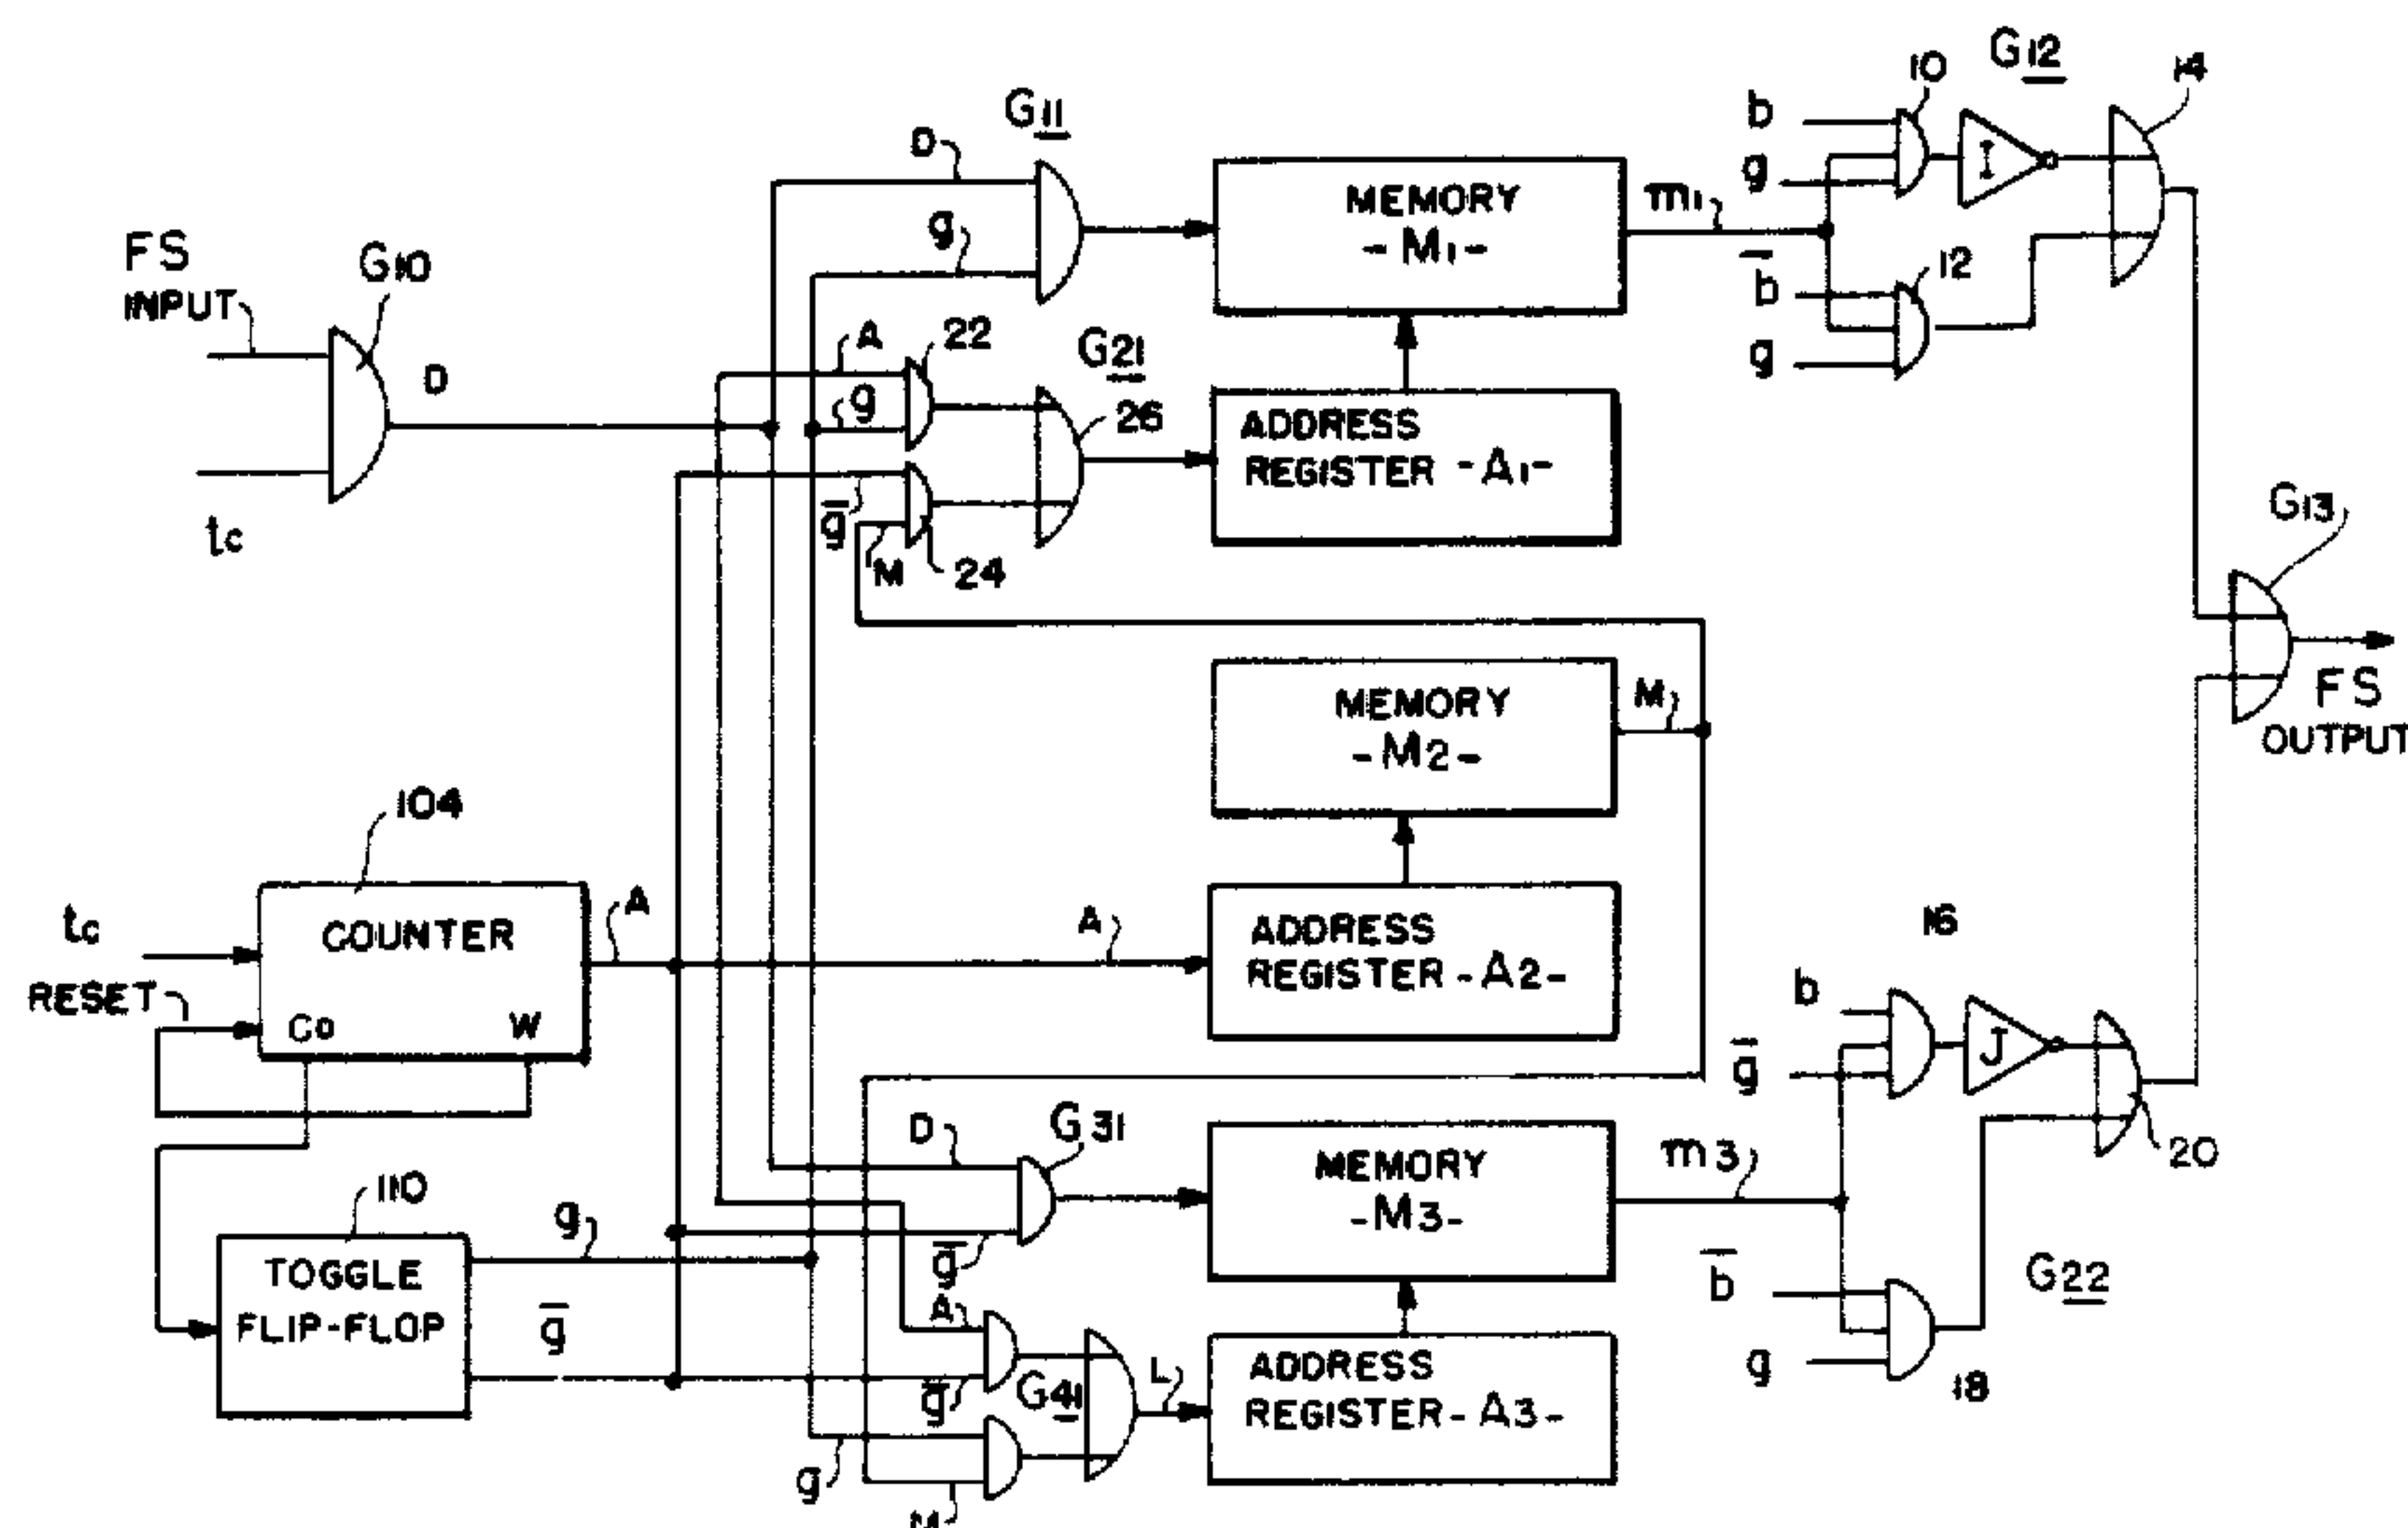 10
G12
14
b
g
I
b̄
12
g
G11
D
g
MEMORY
-M1-
m1
FS
INPUT
G10
D
tc
A
22
g
G21
26
ḡ
M
24
ADDRESS
REGISTER -A1-
G13
FS
OUTPUT
MEMORY
-M2-
M
104
tc
COUNTER
A
RESET
Co
W
A
ADDRESS
REGISTER -A2-
16
b
ḡ
J
20
110
TOGGLE
FLIP-FLOP
g
ḡ
D
G31
ḡ
MEMORY
-M3-
m3
b̄
g
G22
18
A
ḡ
G41
L
g
M
ADDRESS
REGISTER -A3-